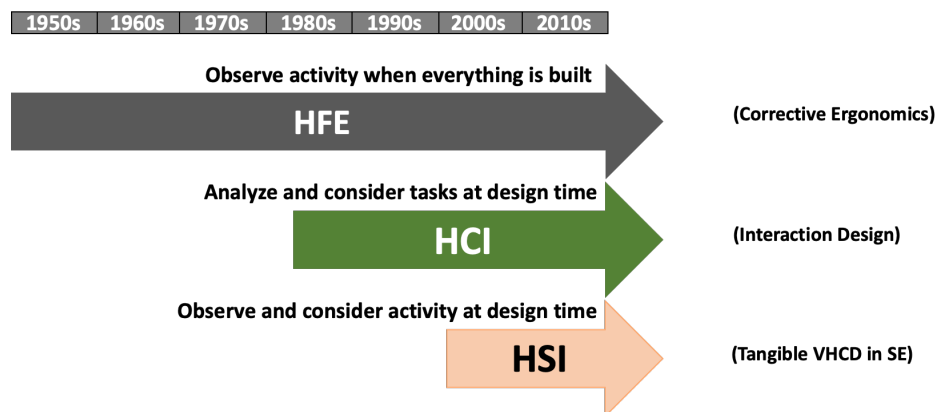 1950s 1960s 1970s 1980s 1990s 2000s 2010s
Observe activity when everything is built
HFE
(Corrective Ergonomics)
Analyze and consider tasks at design time
HCI
(Interaction Design)
Observe and consider activity at design time
HSI
(Tangible VHCD in SE)